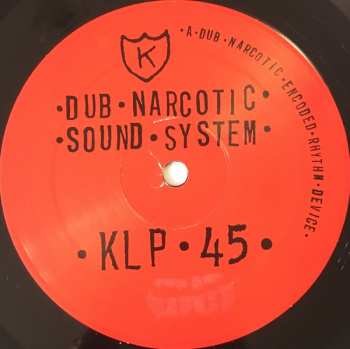 K
·A·DUB·NARCOTIC·ENCODED·RHYTHM·DEVICE·
·DUB·NARCOTIC·
·SOUND·SYSTEM·
·KLP·45·